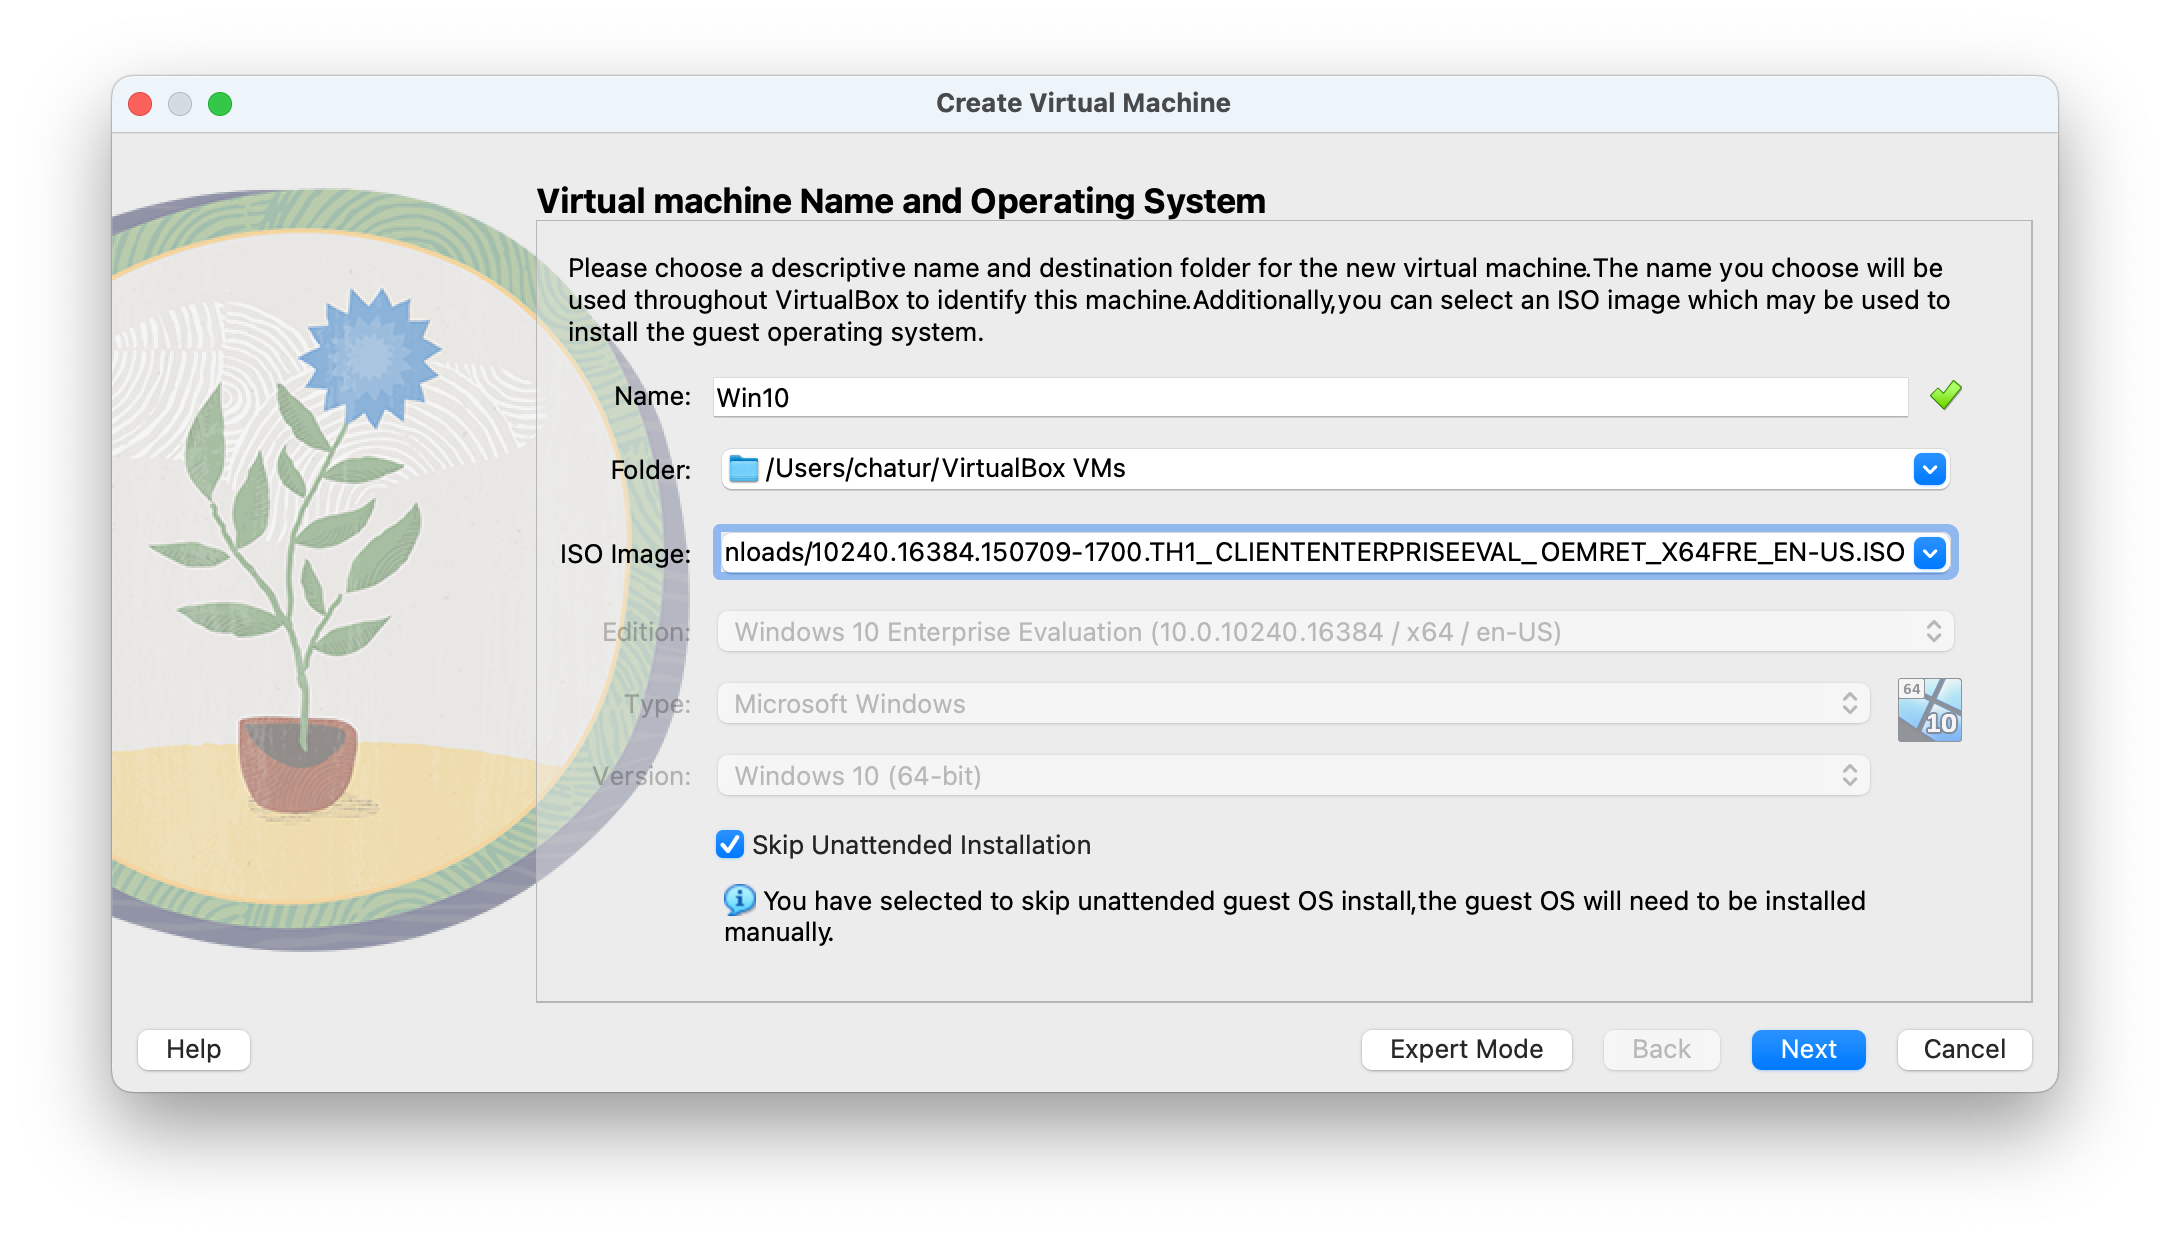 Create Virtual Machine
Virtual machine Name and Operating System
Please choose a descriptive name and destination folder for the new virtual machine.The name you choose will be
used throughout VirtualBox to identify this machine.Additionally,you can select an ISO image which may be used to
install the guest operating system.
Name: Win10
Folder: /Users/chatur/VirtualBox VMs
ISO Image: nloads/10240.16384.150709-1700.TH1_CLIENTENTERPRISEEVAL_OEMRET_X64FRE_EN-US.ISO
Edition: Windows 10 Enterprise Evaluation (10.0.10240.16384 / x64 / en-US)
Type: Microsoft Windows
64
10
Version: Windows 10 (64-bit)
Skip Unattended Installation
You have selected to skip unattended guest OS install,the guest OS will need to be installed
manually.
Help Expert Mode Back Next Cancel